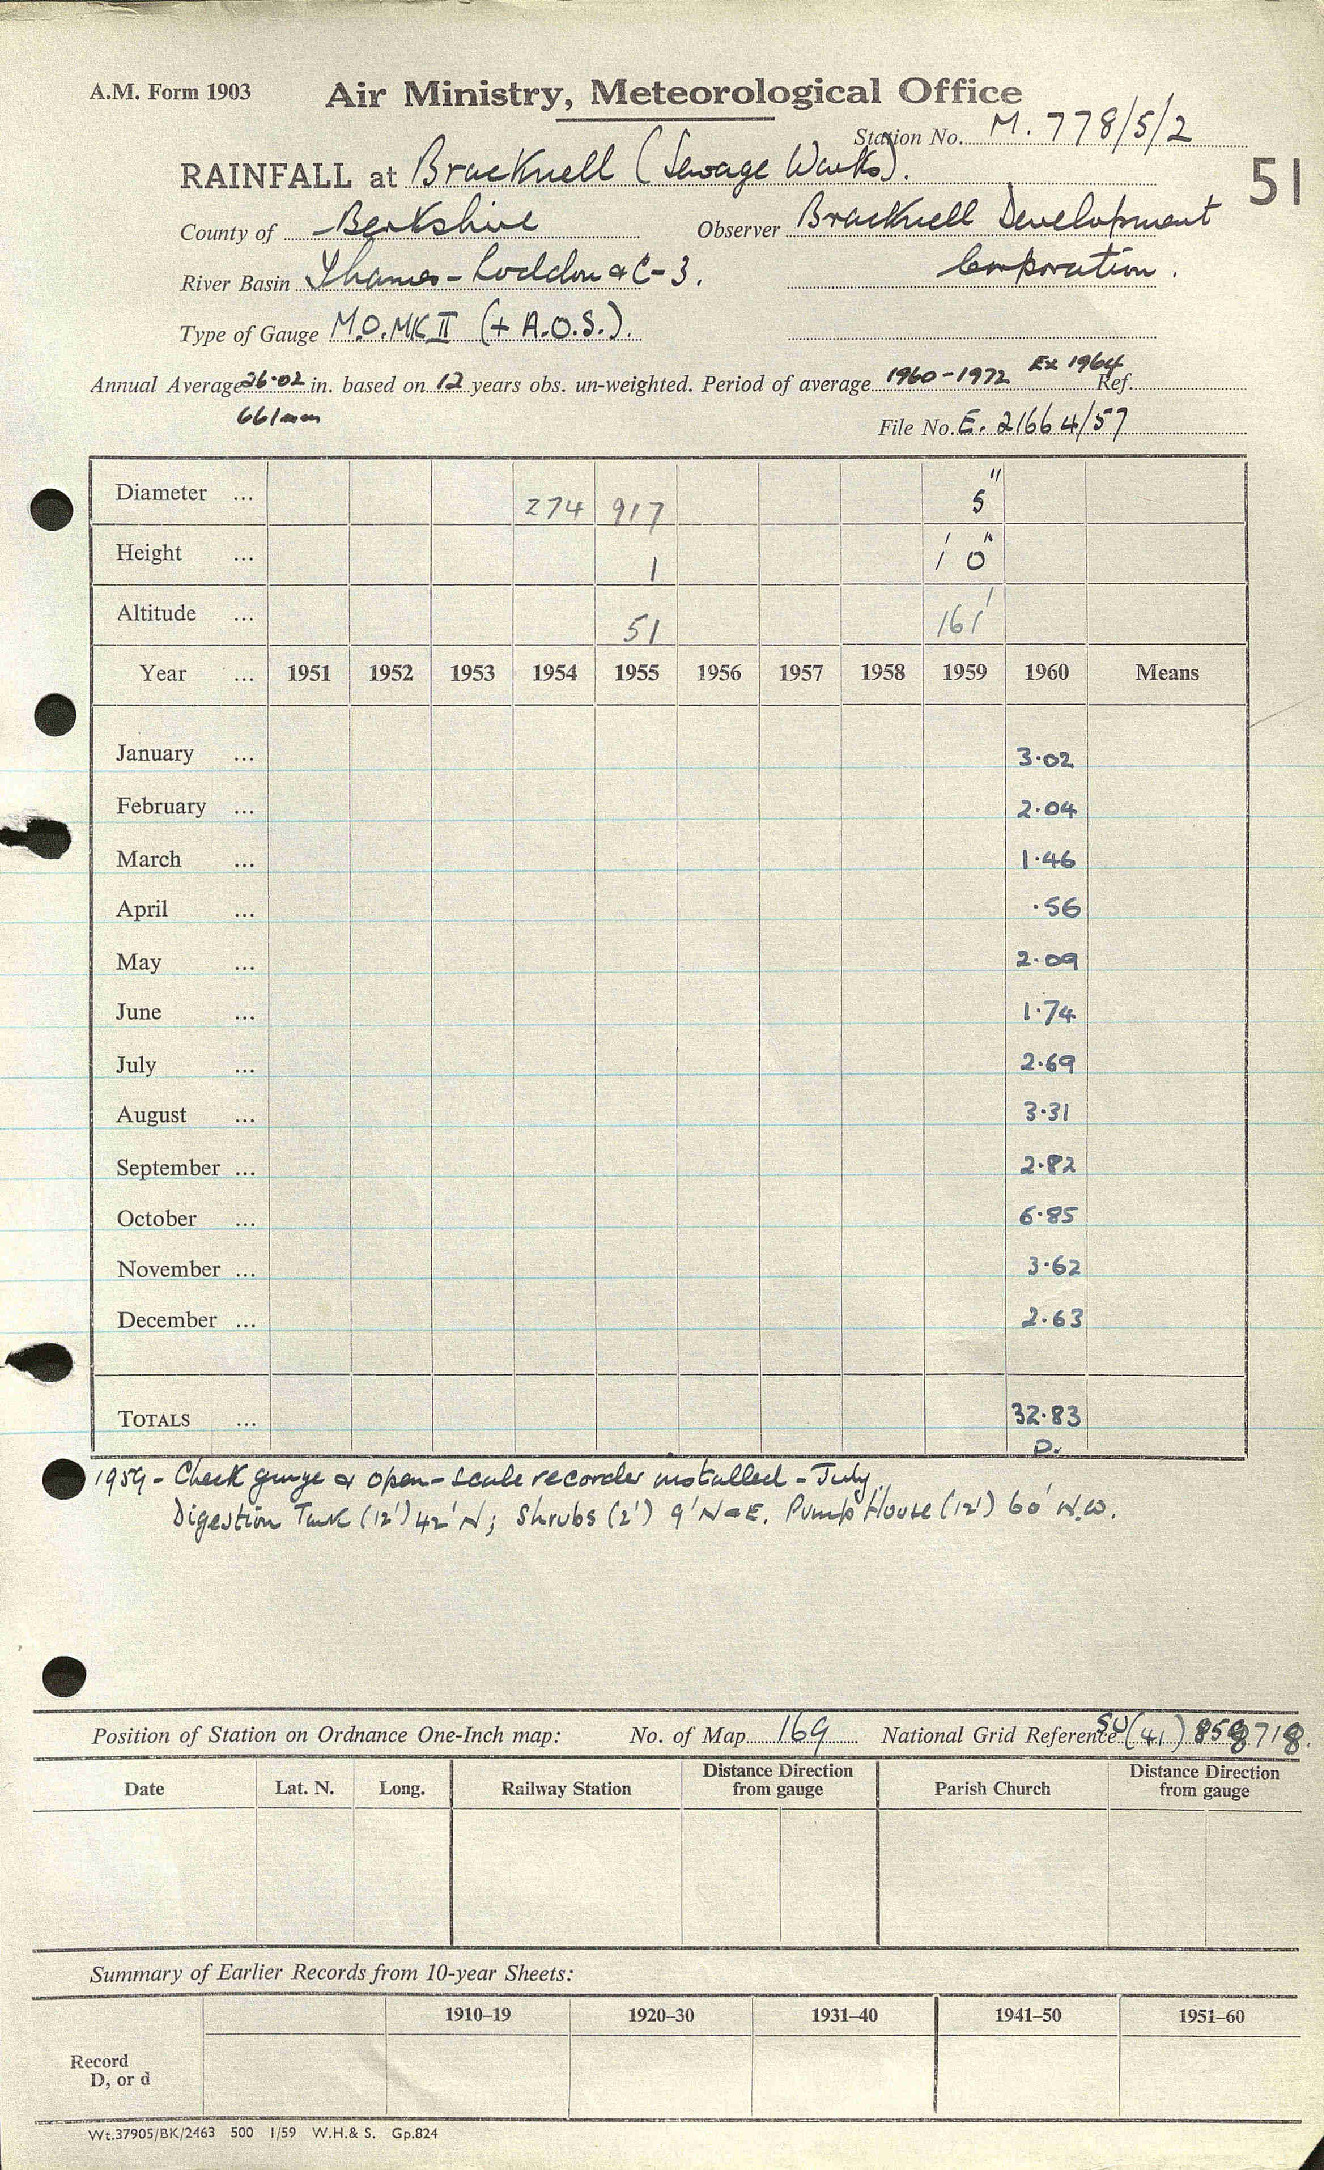 A.M. Form 1903 Air Ministry, Meteorological Office
Station No. M. 778/5/2
RAINFALL at Bracknell (Sewage Works). 51
County of Berkshire Observer Bracknell Development
River Basin Thames - Loddon & C-3. Corporation.
Type of Gauge M.O. MK II (+ A.O.S.).
Annual Average 26.02 in. based on 12 years obs. un-weighted. Period of average 1960-1972 Ex 1964 Ref.
661mm File No. E. 21664/57
Diameter ... 274 917 5"
Height ... 1 1' 0"
Altitude ... 51 161'
Year ... 1951 1952 1953 1954 1955 1956 1957 1958 1959 1960 Means
January ... 3.02
February ... 2.04
March ... 1.46
April ... .56
May ... 2.09
June ... 1.74
July ... 2.69
August ... 3.31
September ... 2.82
October ... 6.85
November ... 3.62
December ... 2.63
TOTALS ... 32.83
D.
1959 - Check gauge & open-scale recorder installed - July.
Digestion Tank (12') 42' N; Shrubs (2') 9' N & E. Pump House (12') 60' N.W.
Position of Station on Ordnance One-Inch map: No. of Map 169 National Grid Reference SU (41) 858 718.
Date Lat. N. Long. Railway Station Distance Direction from gauge Parish Church Distance Direction from gauge
Summary of Earlier Records from 10-year Sheets:
1910–19 1920–30 1931–40 1941–50 1951–60
Record
D, or d
Wt.37905/BK/2463 500 1/59 W.H.& S. Gp.824